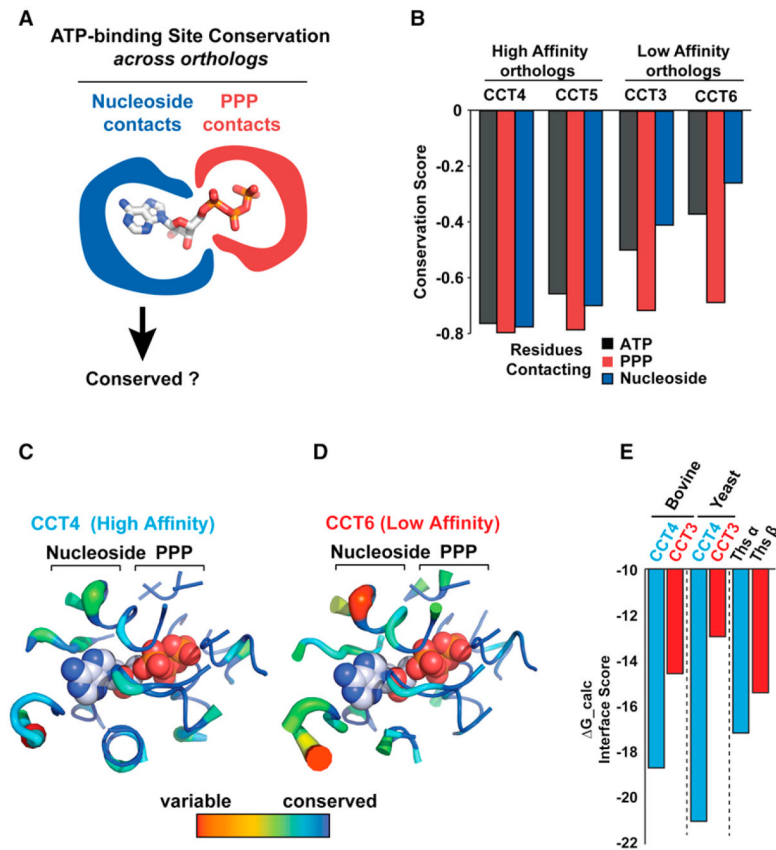 A
ATP-binding Site Conservation
across orthologs
Nucleoside
contacts
PPP
contacts
Conserved ?
B
High Affinity
orthologs
Low Affinity
orthologs
CCT4
CCT5
CCT3
CCT6
0
-0.2
-0.4
-0.6
-0.8
Conservation Score
Residues
Contacting
ATP
PPP
Nucleoside
C
CCT4 (High Affinity)
Nucleoside
PPP
D
CCT6 (Low Affinity)
Nucleoside
PPP
variable
conserved
E
Bovine
Yeast
CCT4
CCT3
CCT4
CCT3
Ths α
Ths β
-10
-12
-14
-16
-18
-20
-22
ΔG_calc
Interface Score